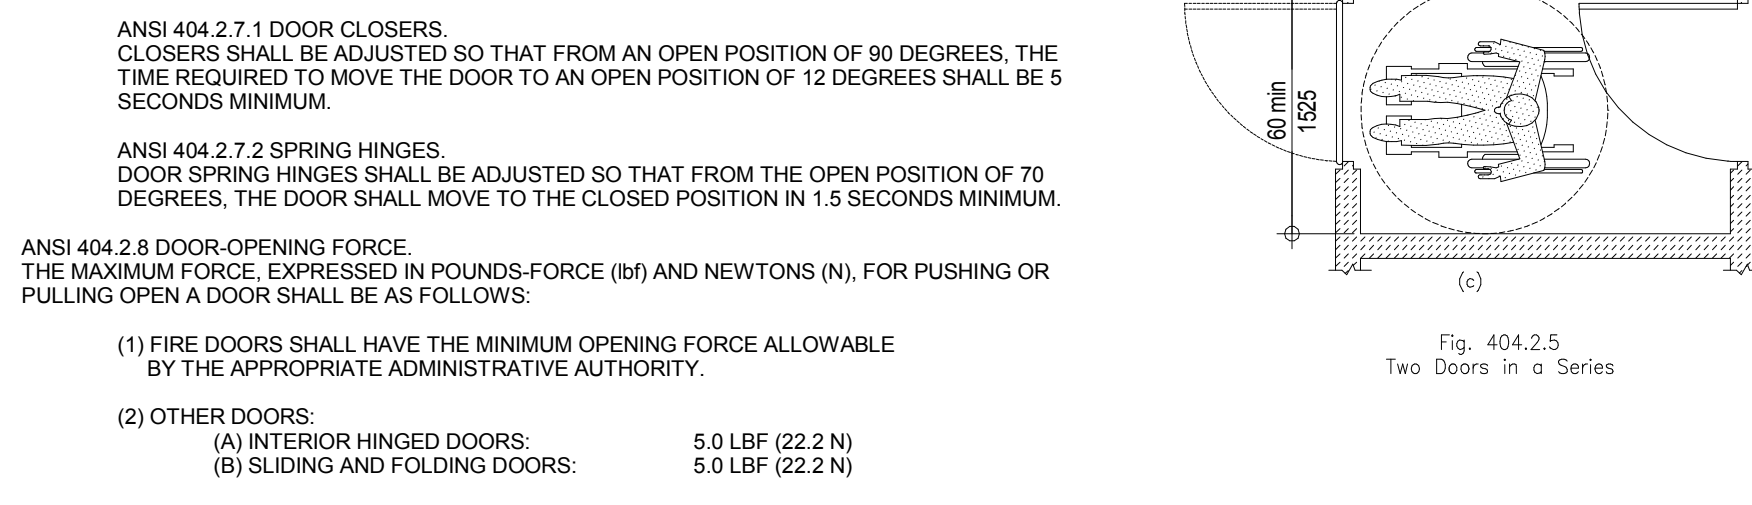 ANSI 404.2.7.1 DOOR CLOSERS.
CLOSERS SHALL BE ADJUSTED SO THAT FROM AN OPEN POSITION OF 90 DEGREES, THE
TIME REQUIRED TO MOVE THE DOOR TO AN OPEN POSITION OF 12 DEGREES SHALL BE 5
SECONDS MINIMUM.
ANSI 404.2.7.2 SPRING HINGES.
DOOR SPRING HINGES SHALL BE ADJUSTED SO THAT FROM THE OPEN POSITION OF 70
DEGREES, THE DOOR SHALL MOVE TO THE CLOSED POSITION IN 1.5 SECONDS MINIMUM.
ANSI 404.2.8 DOOR-OPENING FORCE.
THE MAXIMUM FORCE, EXPRESSED IN POUNDS-FORCE (lbf) AND NEWTONS (N), FOR PUSHING OR
PULLING OPEN A DOOR SHALL BE AS FOLLOWS:
(1) FIRE DOORS SHALL HAVE THE MINIMUM OPENING FORCE ALLOWABLE
BY THE APPROPRIATE ADMINISTRATIVE AUTHORITY.
(2) OTHER DOORS:
(A) INTERIOR HINGED DOORS: 5.0 LBF (22.2 N)
(B) SLIDING AND FOLDING DOORS: 5.0 LBF (22.2 N)
60 min
1525
(c)
Fig. 404.2.5
Two Doors in a Series